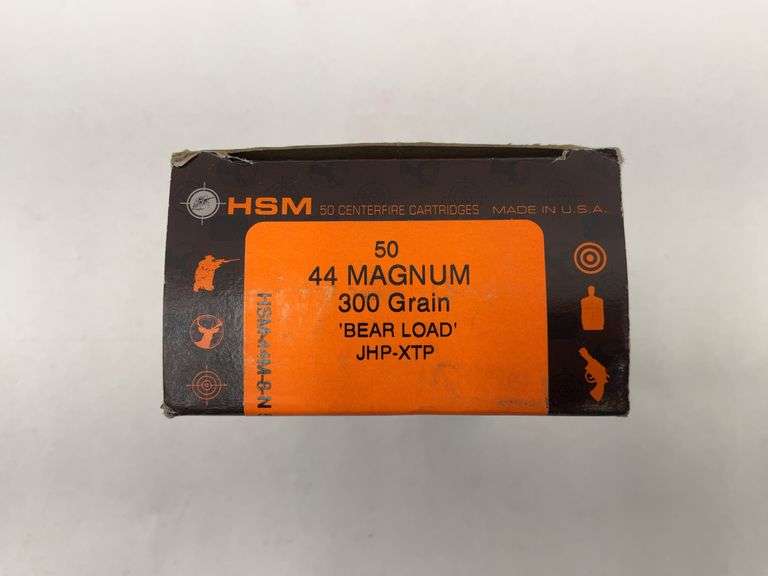 HSM 50 CENTERFIRE CARTRIDGES MADE IN U.S.A.
50
44 MAGNUM
300 Grain
'BEAR LOAD'
JHP-XTP